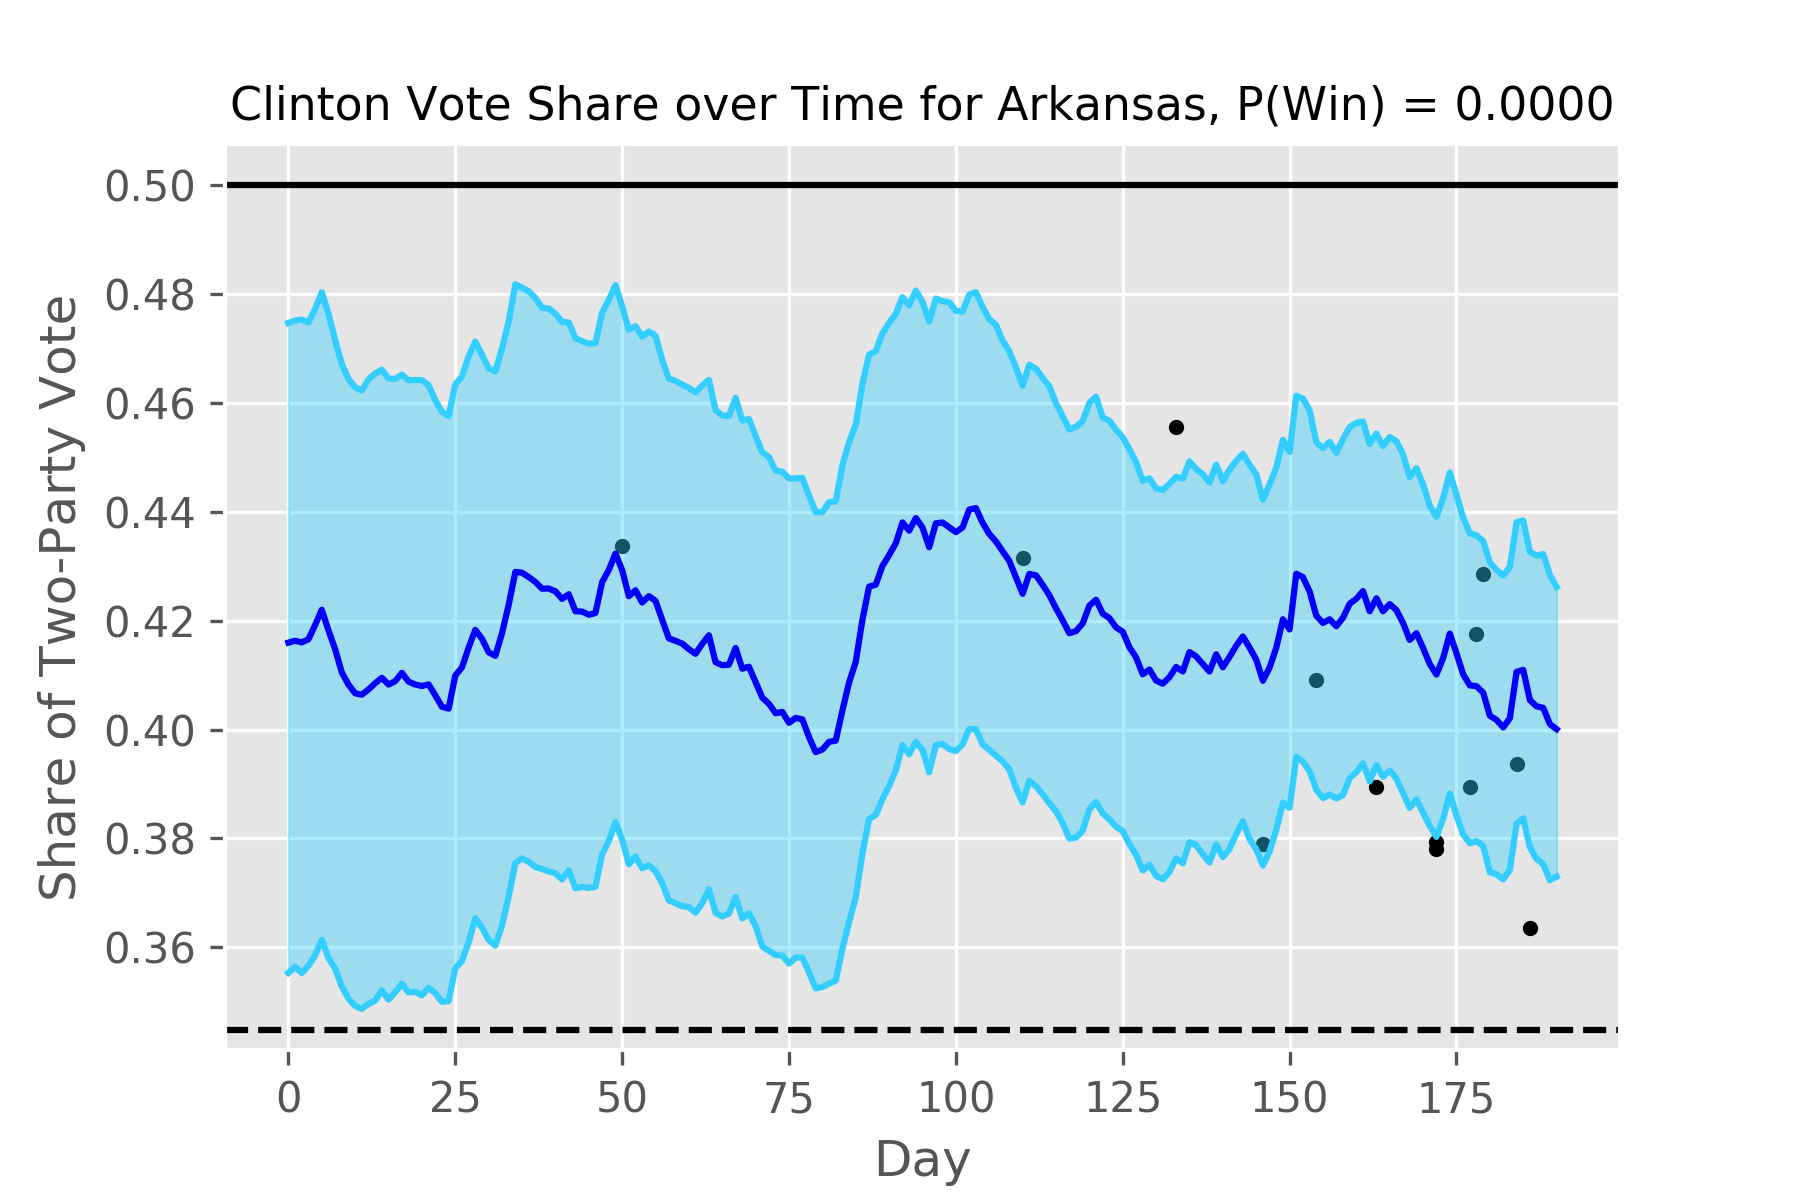 Clinton Vote Share over Time for Arkansas, P(Win) = 0.0000
Share of Two-Party Vote
0.50
0.48
0.46
0.44
0.42
0.40
0.38
0.36
0 25 50 75 100 125 150 175
Day